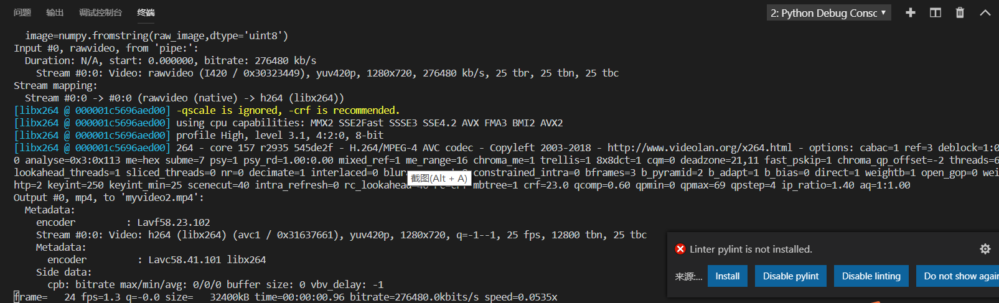 问题 输出 调试控制台 终端 2: Python Debug Consc
image=numpy.fromstring(raw_image,dtype='uint8')
Input #0, rawvideo, from 'pipe:':
Duration: N/A, start: 0.000000, bitrate: 276480 kb/s
Stream #0:0: Video: rawvideo (I420 / 0x30323449), yuv420p, 1280x720, 276480 kb/s, 25 tbr, 25 tbn, 25 tbc
Stream mapping:
Stream #0:0 -> #0:0 (rawvideo (native) -> h264 (libx264))
[libx264 @ 000001c5696aed00] -qscale is ignored, -crf is recommended.
[libx264 @ 000001c5696aed00] using cpu capabilities: MMX2 SSE2Fast SSSE3 SSE4.2 AVX FMA3 BMI2 AVX2
[libx264 @ 000001c5696aed00] profile High, level 3.1, 4:2:0, 8-bit
[libx264 @ 000001c5696aed00] 264 - core 157 r2935 545de2f - H.264/MPEG-4 AVC codec - Copyleft 2003-2018 - http://www.videolan.org/x264.html - options: cabac=1 ref=3 deblock=1:0
0 analyse=0x3:0x113 me=hex subme=7 psy=1 psy_rd=1.00:0.00 mixed_ref=1 me_range=16 chroma_me=1 trellis=1 8x8dct=1 cqm=0 deadzone=21,11 fast_pskip=1 chroma_qp_offset=-2 threads=6
lookahead_threads=1 sliced_threads=0 nr=0 decimate=1 interlaced=0 constrained_intra=0 bframes=3 b_pyramid=2 b_adapt=1 b_bias=0 direct=1 weightb=1 open_gop=0 wei
截图(Alt + A)
htp=2 keyint=250 keyint_min=25 scenecut=40 intra_refresh=0 rc_lookahead mbtree=1 crf=23.0 qcomp=0.60 qpmin=0 qpmax=69 qpstep=4 ip_ratio=1.40 aq=1:1.00
Output #0, mp4, to 'myvideo2.mp4':
Metadata:
encoder : Lavf58.23.102
Stream #0:0: Video: h264 (libx264) (avc1 / 0x31637661), yuv420p, 1280x720, q=-1--1, 25 fps, 12800 tbn, 25 tbc
Metadata:
encoder : Lavc58.41.101 libx264
Side data:
cpb: bitrate max/min/avg: 0/0/0 buffer size: 0 vbv_delay: -1
frame= 24 fps=1.3 q=-0.0 size= 32400kB time=00:00:00.96 bitrate=276480.0kbits/s speed=0.0535x
Linter pylint is not installed.
来源:... Install Disable pylint Disable linting Do not show again